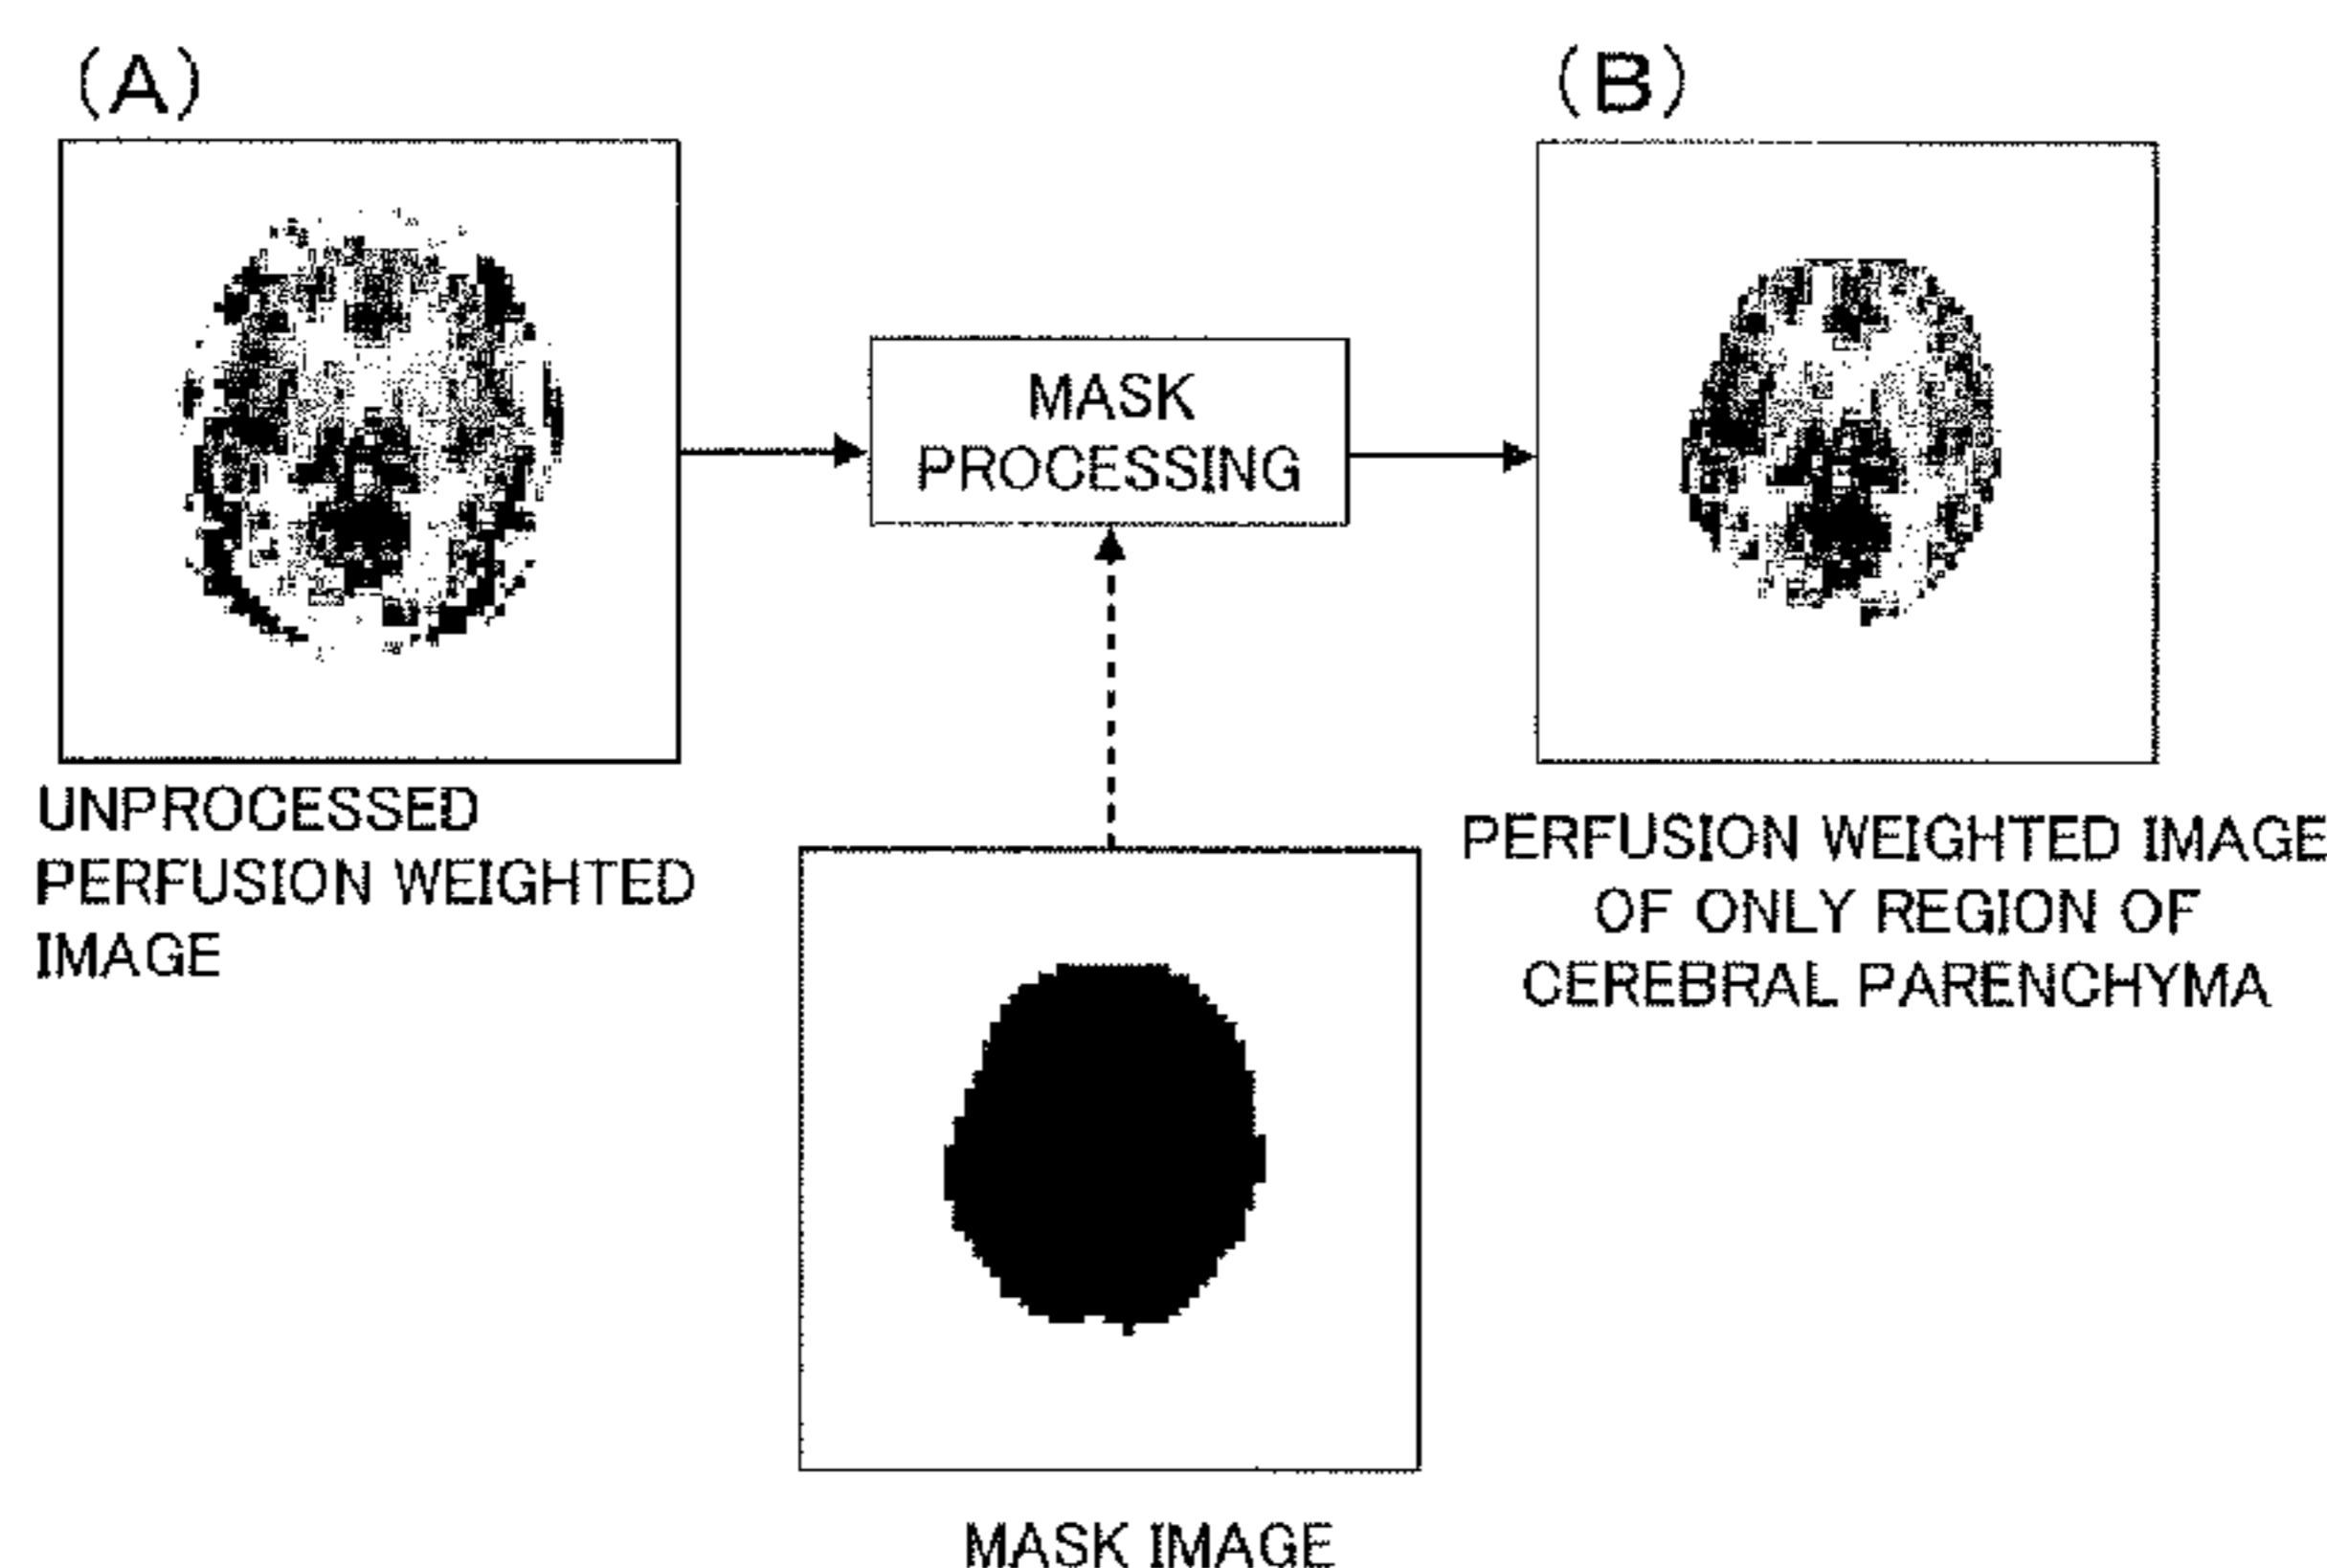 (A)
(B)
MASK
PROCESSING
UNPROCESSED
PERFUSION WEIGHTED
IMAGE
PERFUSION WEIGHTED IMAGE
OF ONLY REGION OF
CEREBRAL PARENCHYMA
MASK IMAGE